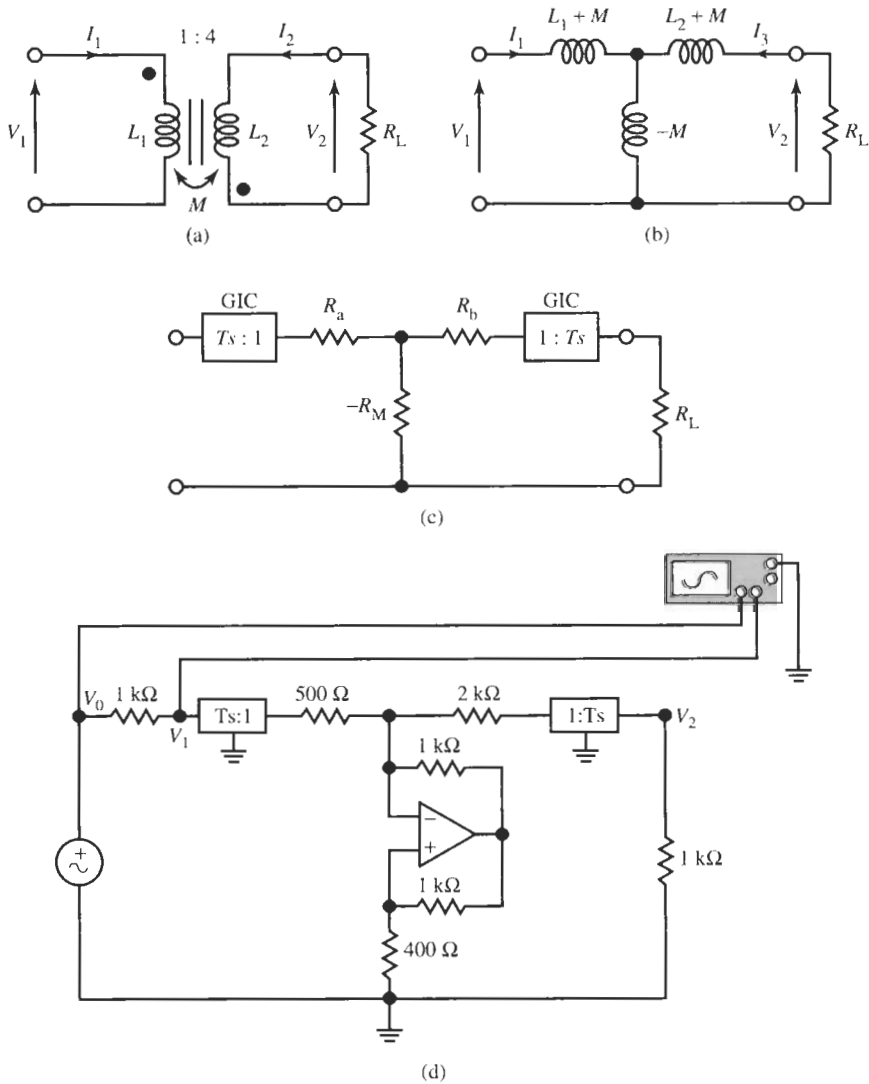 I1 1 : 4 I2
V1 L1 L2 V2 RL
M
(a)
L1 + M L2 + M
I1 I3
V1 −M V2 RL
(b)
GIC Ra Rb GIC
Ts : 1 1 : Ts
−RM RL
(c)
V0 1 kΩ Ts:1 500 Ω 2 kΩ 1:Ts V2
V1
1 kΩ
−
+
+ 1 kΩ
1 kΩ
400 Ω
(d)